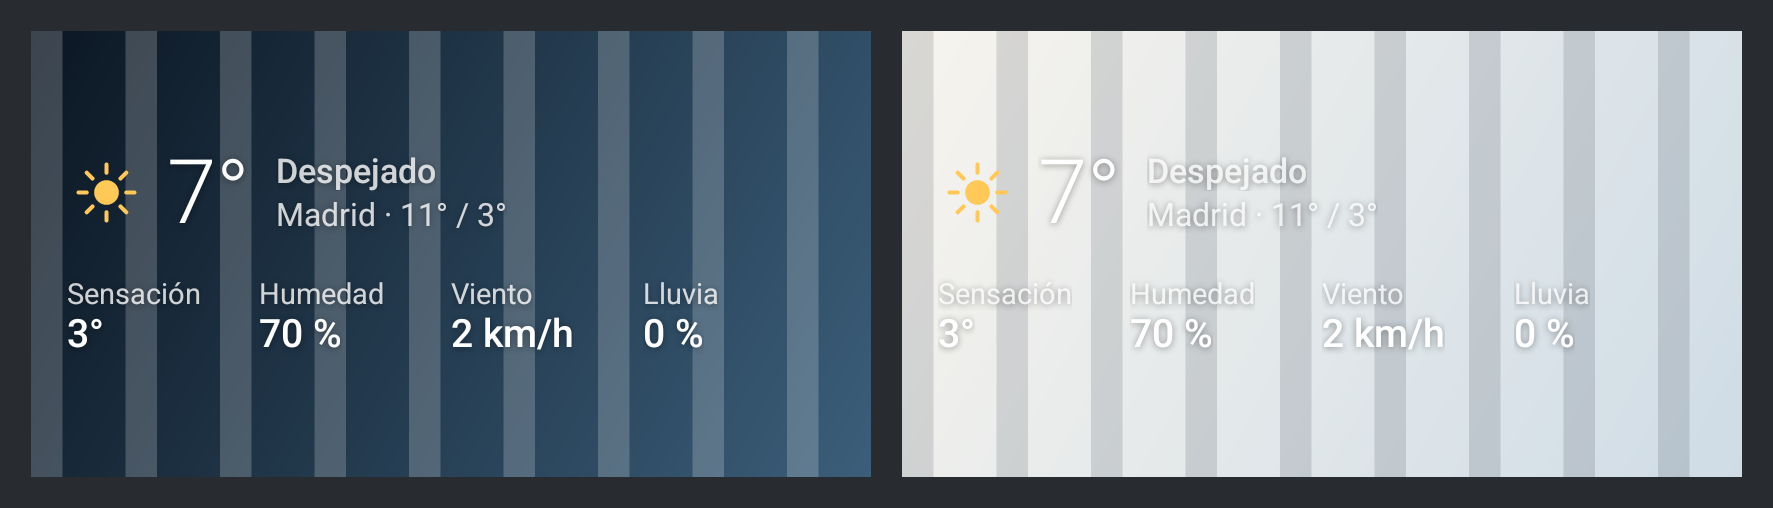 7°
Despejado
Madrid · 11° / 3°
Sensación
3°
Humedad
70 %
Viento
2 km/h
Lluvia
0 %
7°
Despejado
Madrid · 11° / 3°
Sensación
3°
Humedad
70 %
Viento
2 km/h
Lluvia
0 %